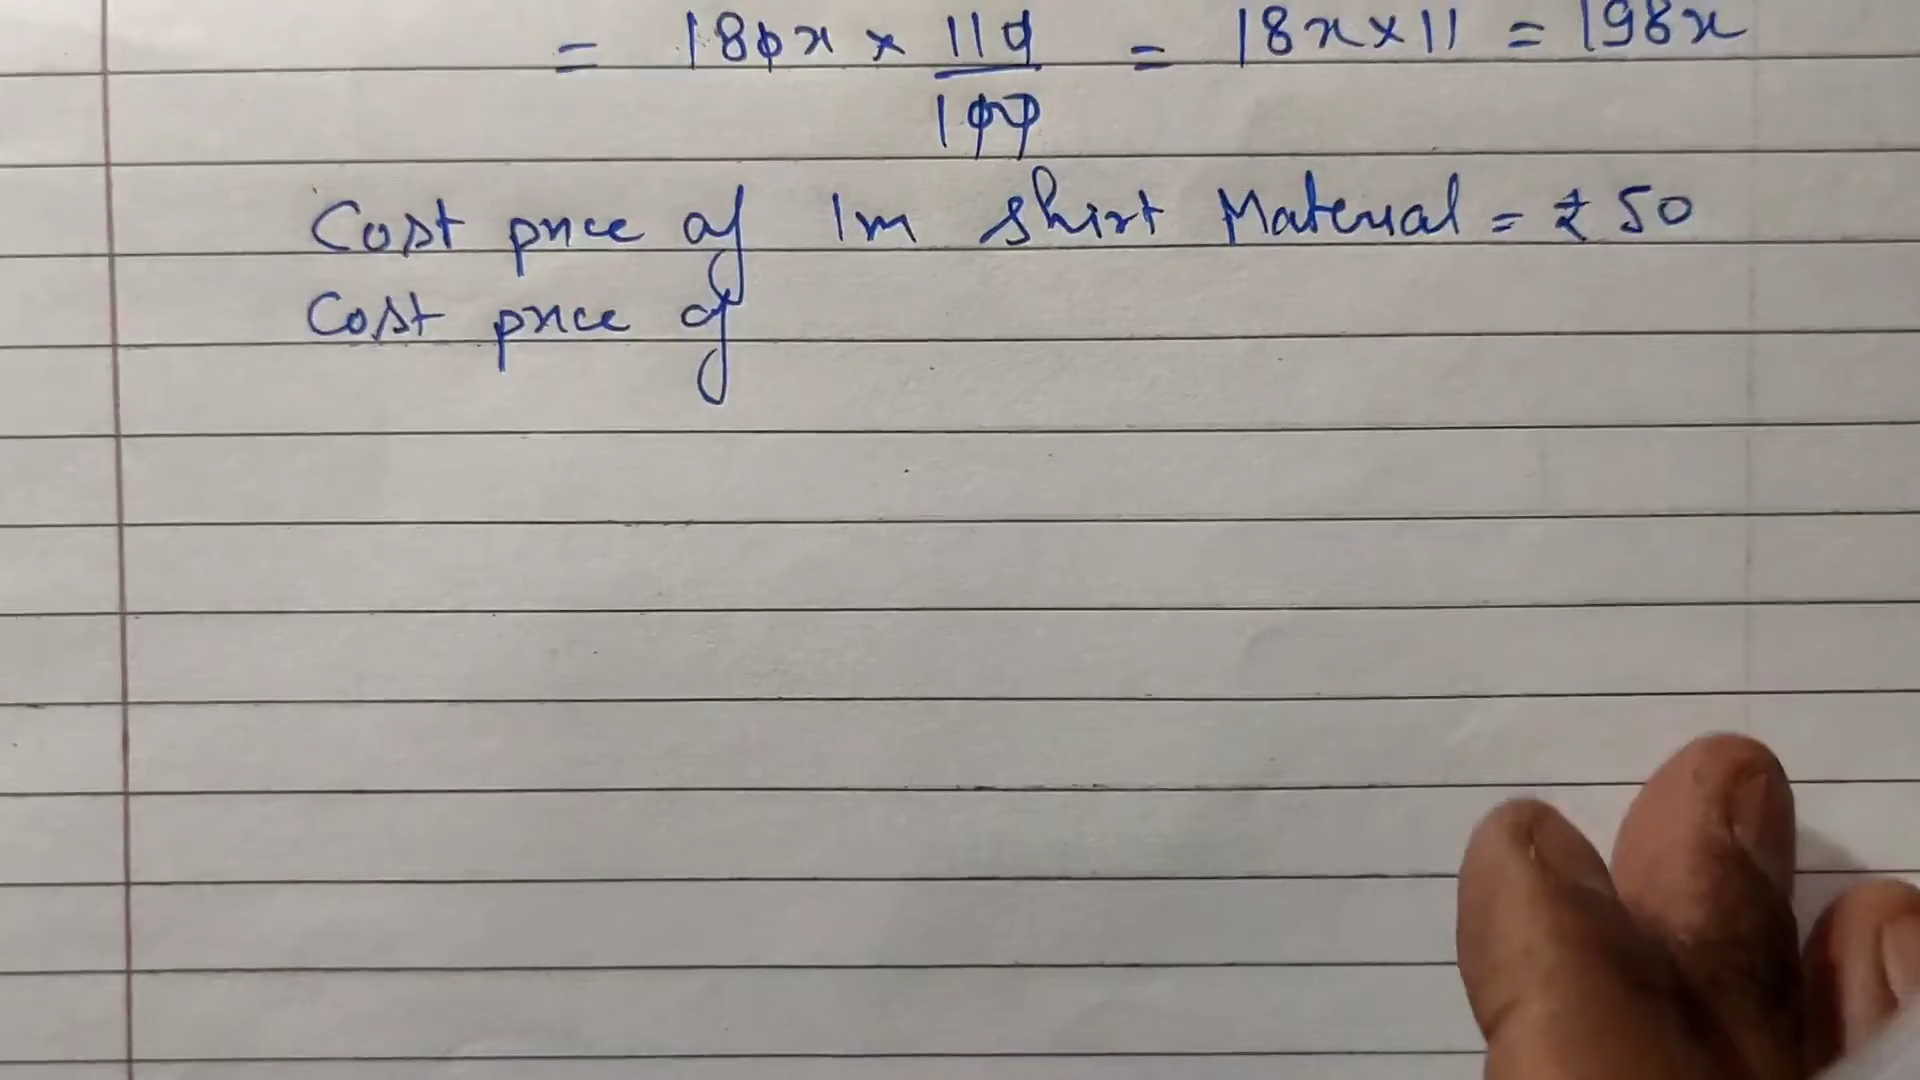 = 180x × 110/100 = 18x×11 = 198x
Cost price of 1m shirt Material = ₹50
Cost price of